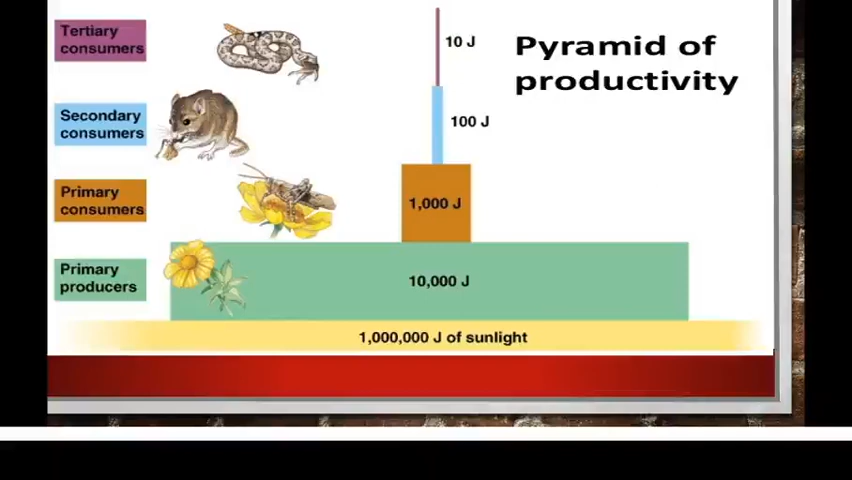 Tertiary
consumers
10 J
Pyramid of
productivity
Secondary
consumers
100 J
Primary
consumers
1,000 J
Primary
producers
10,000 J
1,000,000 J of sunlight